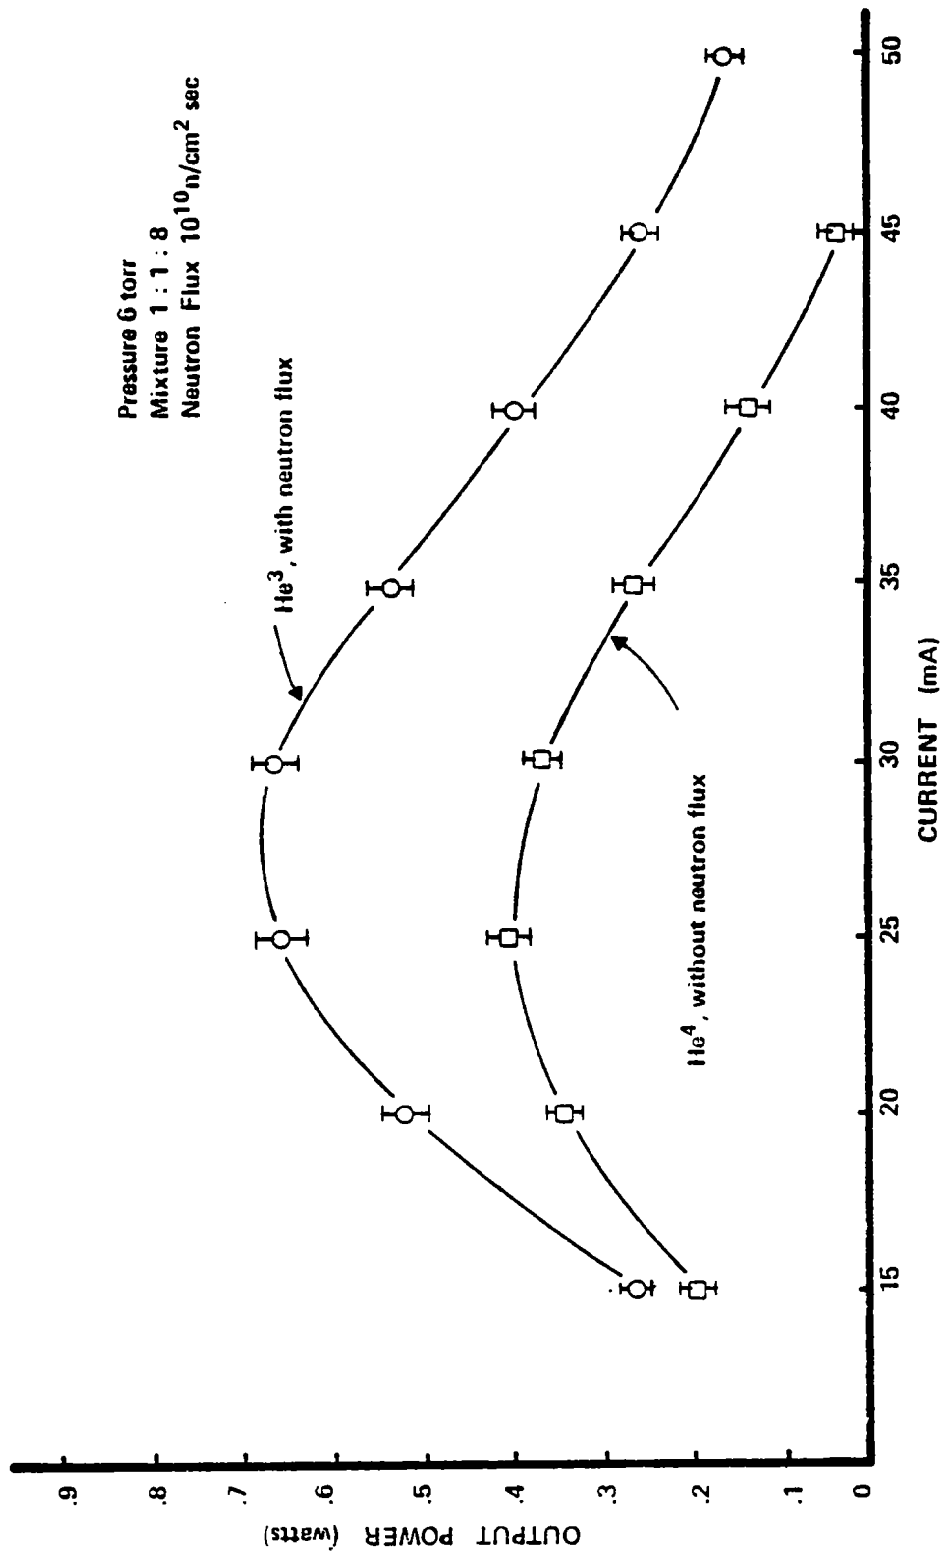 Pressure 6 torr
Mixture 1 : 1 : 8
Neutron Flux 10¹⁰n/cm² sec
He³, with neutron flux
He⁴, without neutron flux
OUTPUT POWER (watts)
.9
.8
.7
.6
.5
.4
.3
.2
.1
0
15
20
25
30
35
40
45
50
CURRENT (mA)